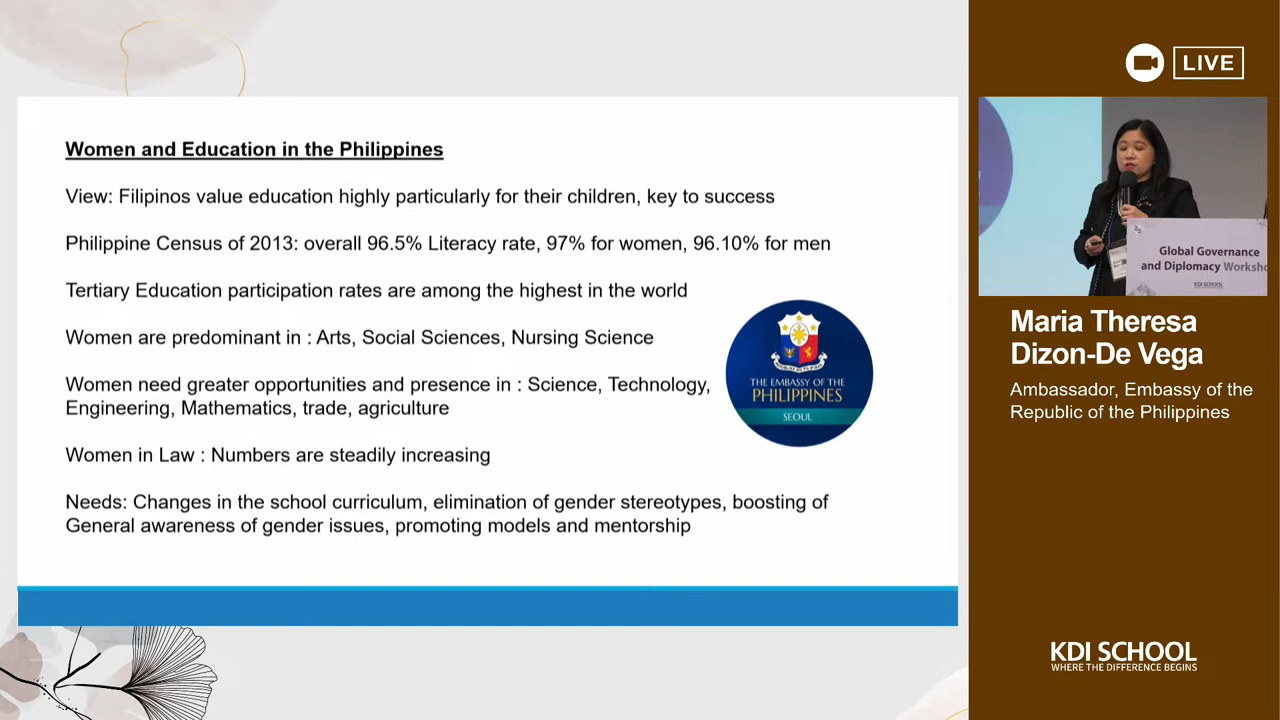 Women and Education in the Philippines
View: Filipinos value education highly particularly for their children, key to success
Philippine Census of 2013: overall 96.5% Literacy rate, 97% for women, 96.10% for men
Tertiary Education participation rates are among the highest in the world
Women are predominant in : Arts, Social Sciences, Nursing Science
Women need greater opportunities and presence in : Science, Technology,
Engineering, Mathematics, trade, agriculture
Women in Law : Numbers are steadily increasing
Needs: Changes in the school curriculum, elimination of gender stereotypes, boosting of
General awareness of gender issues, promoting models and mentorship
THE EMBASSY OF THE
PHILIPPINES
SEOUL
LIVE
Global Governance
and Diplomacy Worksho
KDI SCHOOL
Maria Theresa
Dizon-De Vega
Ambassador, Embassy of the
Republic of the Philippines
KDI SCHOOL
WHERE THE DIFFERENCE BEGINS